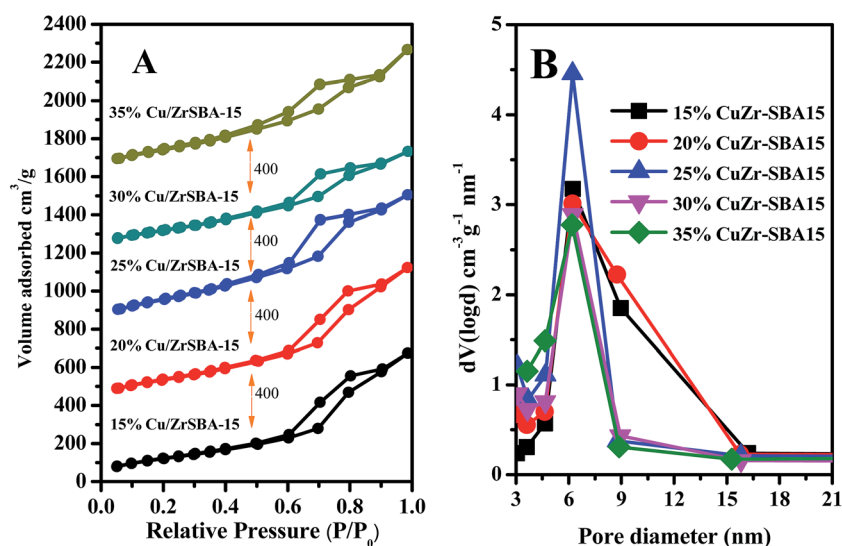 A
2400
2200
2000
1800
1600
1400
1200
1000
800
600
400
200
0
Volume adsorbed cm³/g
35% Cu/ZrSBA-15
400
30% Cu/ZrSBA-15
400
25% Cu/ZrSBA-15
400
20% Cu/ZrSBA-15
400
15% Cu/ZrSBA-15
0.0 0.2 0.4 0.6 0.8 1.0
Relative Pressure (P/P₀)
B
5
4
3
2
1
0
dV(logd) cm⁻³g⁻¹ nm⁻¹
15% CuZr-SBA15
20% CuZr-SBA15
25% CuZr-SBA15
30% CuZr-SBA15
35% CuZr-SBA15
3 6 9 12 15 18 21
Pore diameter (nm)